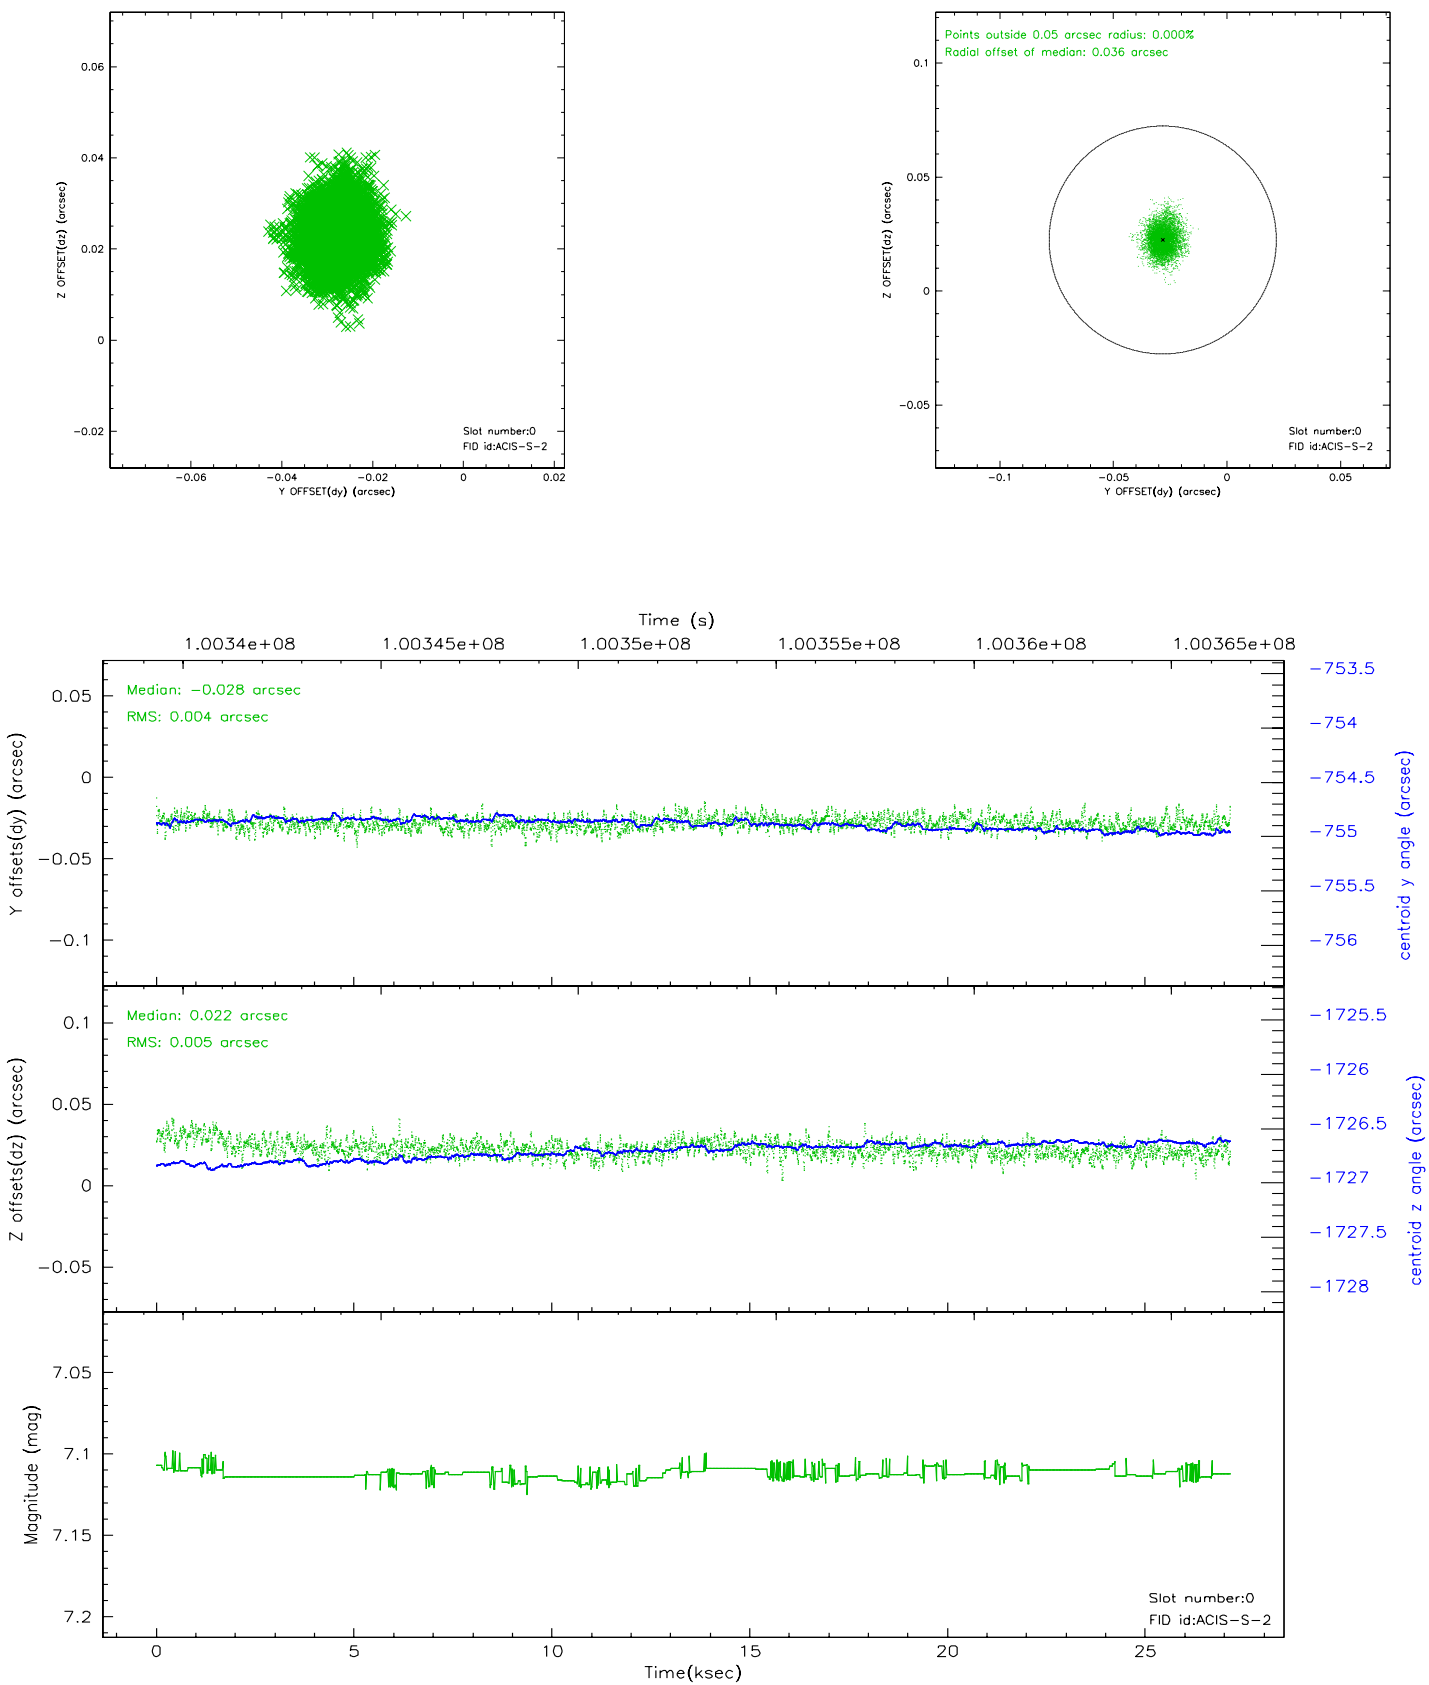 0.06
0.04
0.02
0
−0.02
Z OFFSET(dz) (arcsec)
Slot number:0
FID id:ACIS−S−2
−0.06 −0.04 −0.02 0 0.02
Y OFFSET(dy) (arcsec)
Points outside 0.05 arcsec radius: 0.000%
Radial offset of median: 0.036 arcsec
0.1
0.05
0
−0.05
Z OFFSET(dz) (arcsec)
Slot number:0
FID id:ACIS−S−2
−0.1 −0.05 0 0.05
Y OFFSET(dy) (arcsec)
Time (s)
1.0034e+08 1.00345e+08 1.0035e+08 1.00355e+08 1.0036e+08 1.00365e+08
Median: −0.028 arcsec
RMS: 0.004 arcsec
0.05
0
−0.05
−0.1
Y offsets(dy) (arcsec)
−753.5
−754
−754.5
−755
−755.5
−756
centroid y angle (arcsec)
Median: 0.022 arcsec
RMS: 0.005 arcsec
0.1
0.05
0
−0.05
Z offsets(dz) (arcsec)
−1725.5
−1726
−1726.5
−1727
−1727.5
−1728
centroid z angle (arcsec)
7.05
7.1
7.15
7.2
Magnitude (mag)
Slot number:0
FID id:ACIS−S−2
0 5 10 15 20 25
Time(ksec)